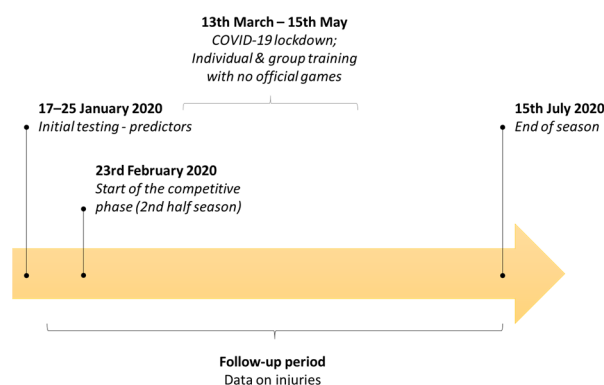 13th March – 15th May
COVID-19 lockdown;
Individual & group training
with no official games
17–25 January 2020
Initial testing - predictors
15th July 2020
End of season
23rd February 2020
Start of the competitive
phase (2nd half season)
Follow-up period
Data on injuries